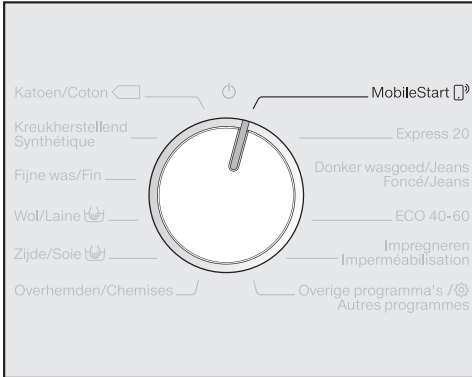 Katoen/Coton
Kreukherstellend
Synthétique
Fijne was/Fin
Wol/Laine
Zijde/Soie
Overhemden/Chemises
MobileStart
Express 20
Donker wasgoed/Jeans
Foncé/Jeans
ECO 40-60
Impregneren
Imperméabilisation
Overige programma's /
Autres programmes